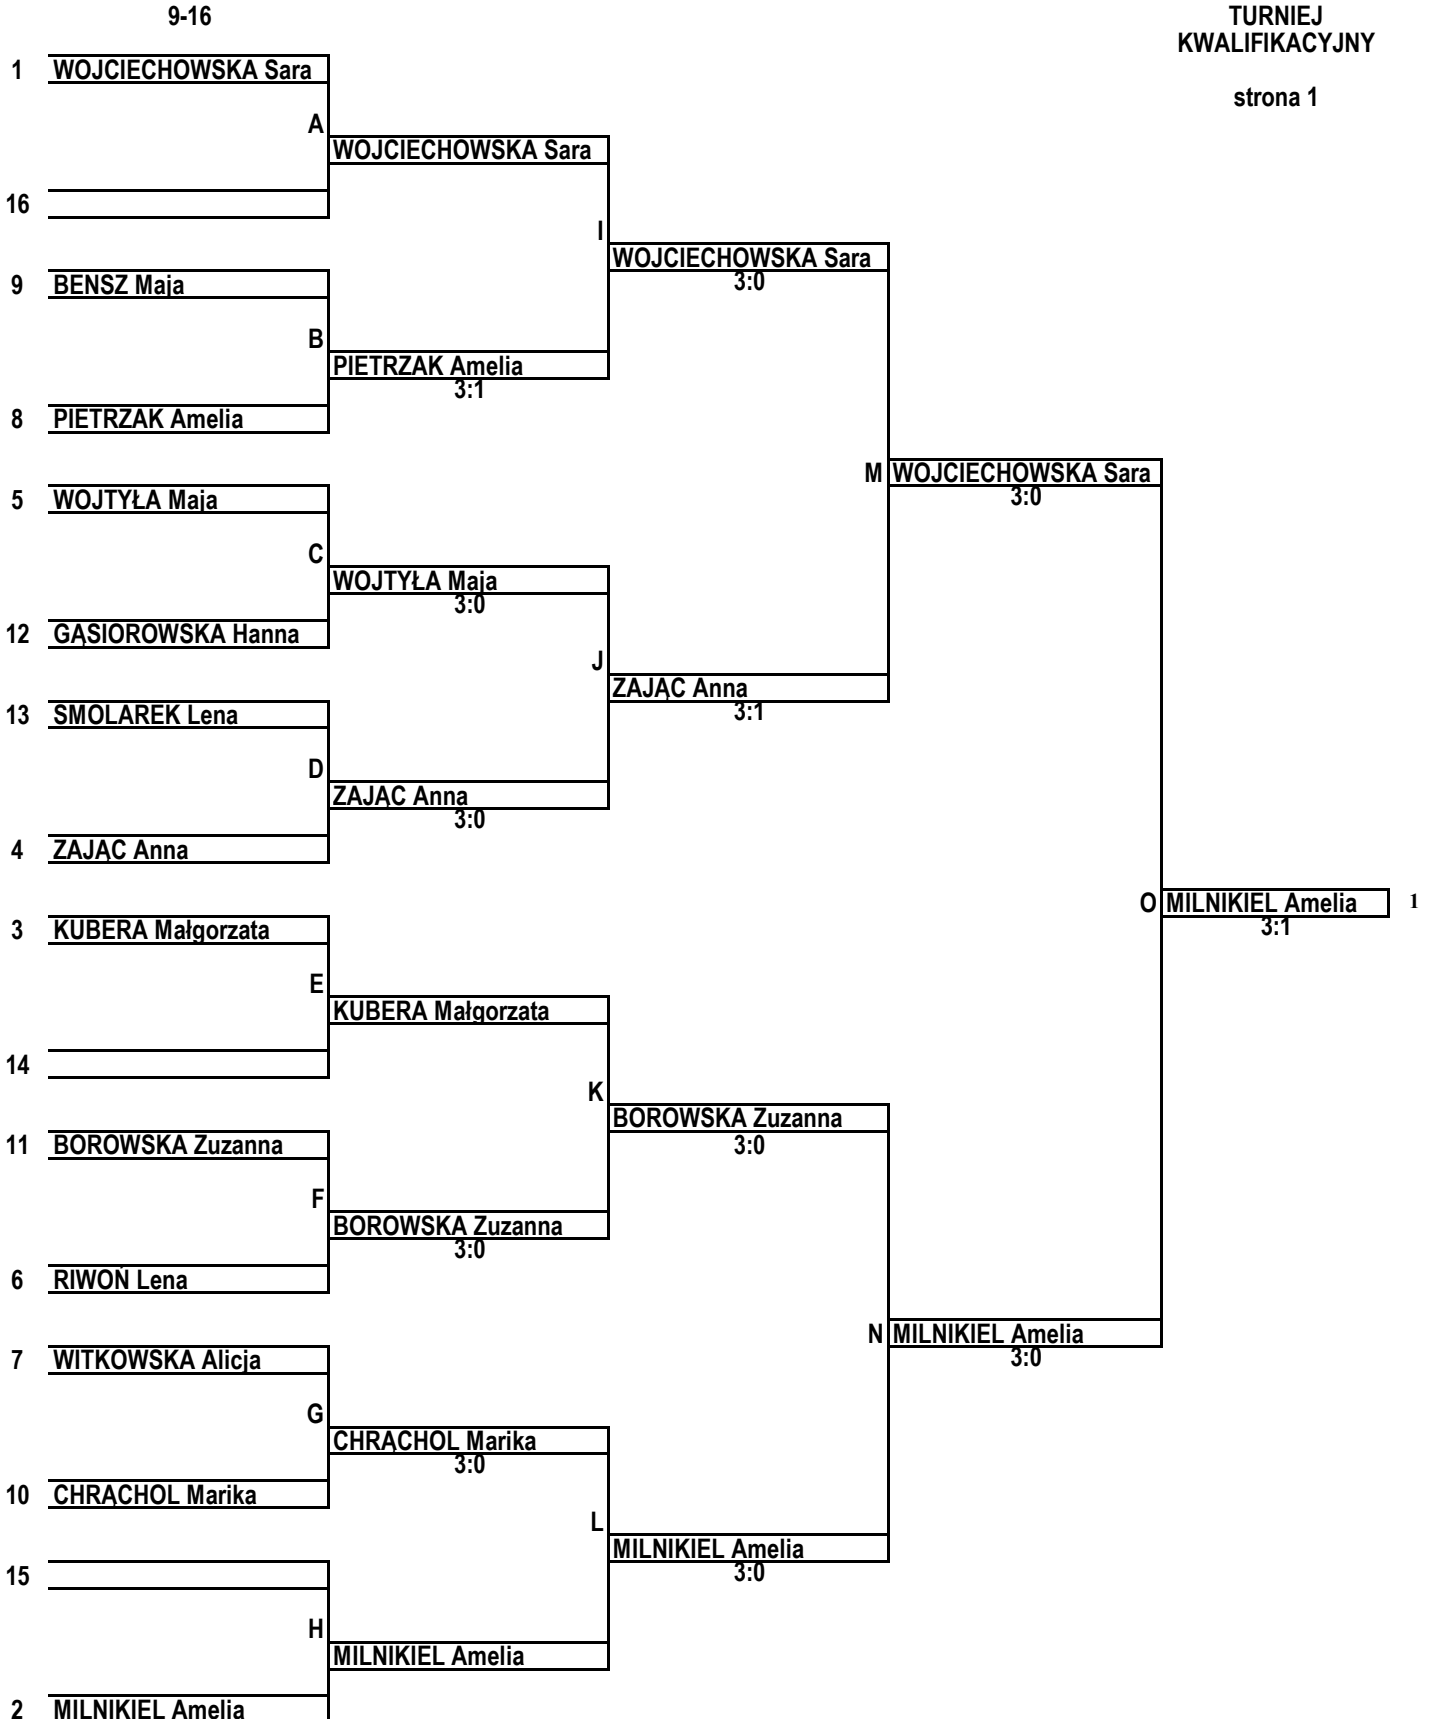 9-16
TURNIEJ
KWALIFIKACYJNY
strona 1
1 WOJCIECHOWSKA Sara
A
WOJCIECHOWSKA Sara
16
I
WOJCIECHOWSKA Sara
3:0
9 BENSZ Maja
B
PIETRZAK Amelia
3:1
8 PIETRZAK Amelia
M WOJCIECHOWSKA Sara
3:0
5 WOJTYŁA Maja
C
WOJTYŁA Maja
3:0
12 GĄSIOROWSKA Hanna
J
ZAJĄC Anna
3:1
13 SMOLAREK Lena
D
ZAJĄC Anna
3:0
4 ZAJĄC Anna
O MILNIKIEL Amelia 1
3:1
3 KUBERA Małgorzata
E
KUBERA Małgorzata
14
K
BOROWSKA Zuzanna
3:0
11 BOROWSKA Zuzanna
F
BOROWSKA Zuzanna
3:0
6 RIWOŃ Lena
N MILNIKIEL Amelia
3:0
7 WITKOWSKA Alicja
G
CHRĄCHOL Marika
3:0
10 CHRĄCHOL Marika
L
MILNIKIEL Amelia
3:0
15
H
MILNIKIEL Amelia
2 MILNIKIEL Amelia